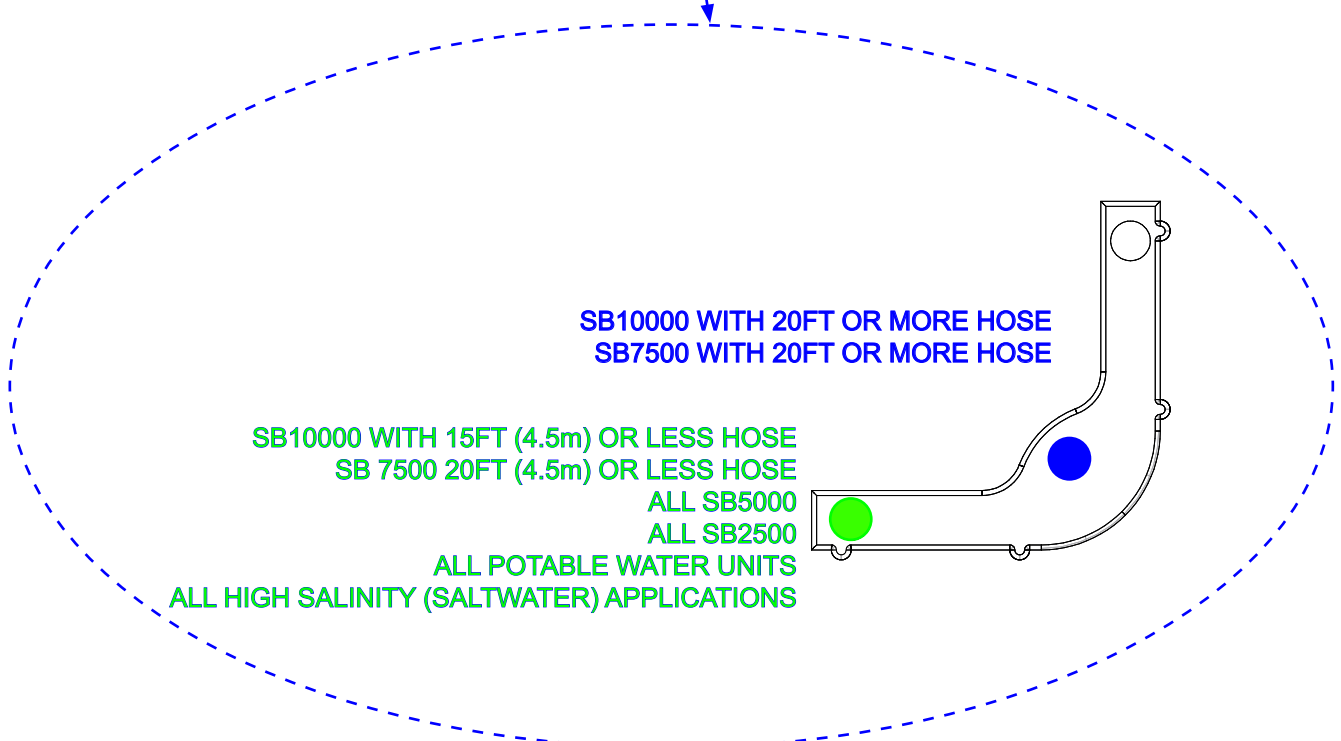 SB10000 WITH 20FT OR MORE HOSE
SB7500 WITH 20FT OR MORE HOSE
SB10000 WITH 15FT (4.5m) OR LESS HOSE
SB 7500 20FT (4.5m) OR LESS HOSE
ALL SB5000
ALL SB2500
ALL POTABLE WATER UNITS
ALL HIGH SALINITY (SALTWATER) APPLICATIONS